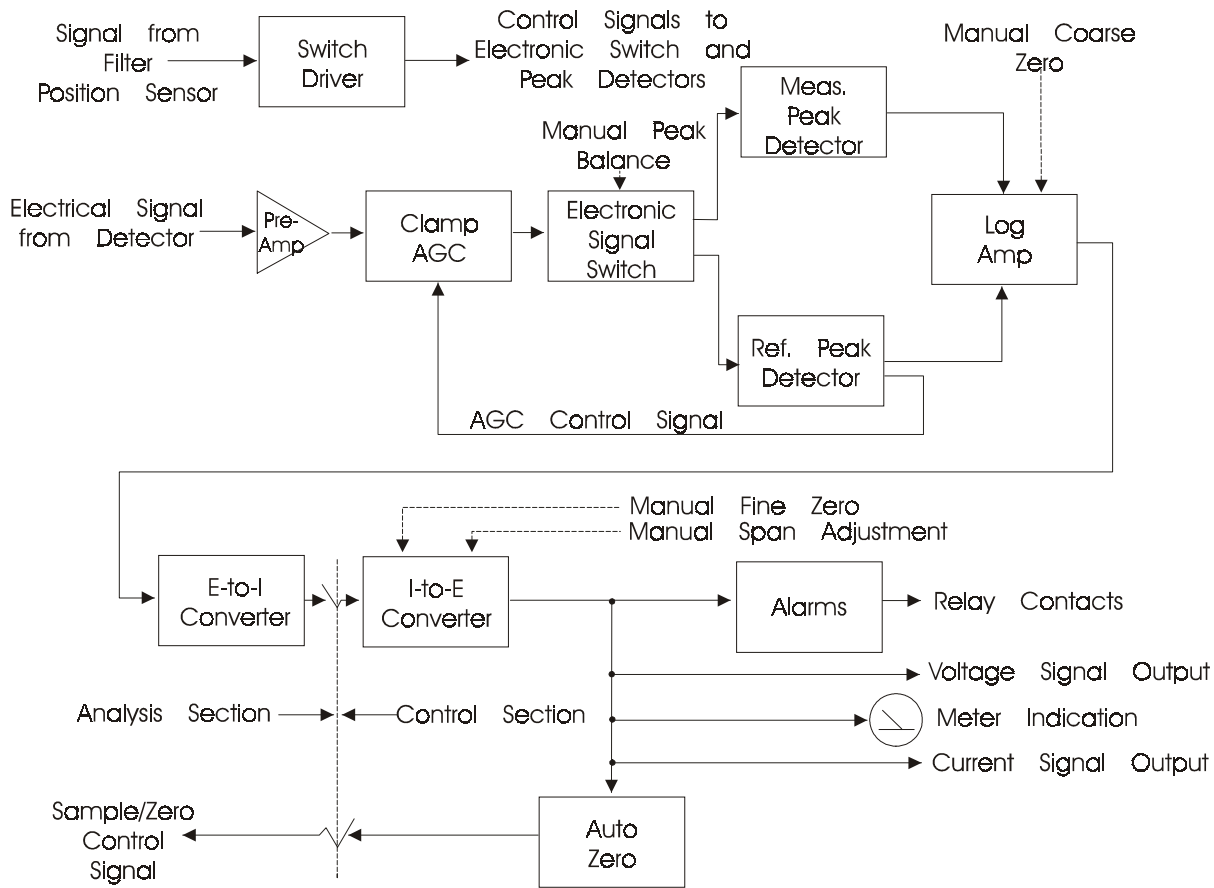 Signal from
Filter
Position Sensor
Switch
Driver
Control Signals to
Electronic Switch and
Peak Detectors
Manual Coarse
Zero
Meas.
Peak
Detector
Manual Peak
Balance
Electrical Signal
from Detector
Pre-
Amp
Clamp
AGC
Electronic
Signal
Switch
Log
Amp
Ref. Peak
Detector
AGC Control Signal
Manual Fine Zero
Manual Span Adjustment
E-to-I
Converter
I-to-E
Converter
Alarms
Relay Contacts
Voltage Signal Output
Analysis Section
Control Section
Meter Indication
Current Signal Output
Sample/Zero
Control
Signal
Auto
Zero